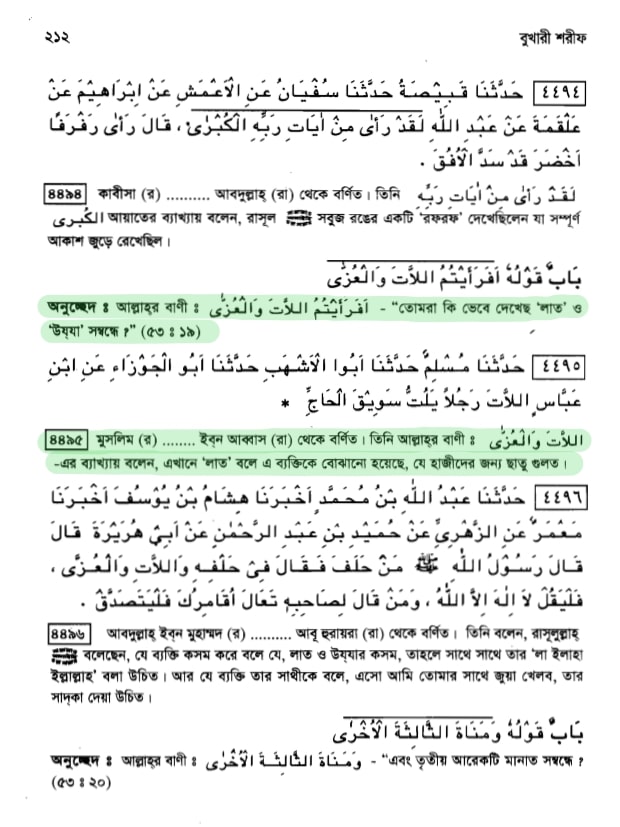 ২১২ বুখারী শরীফ
٤٤٩٤ حَدَّثَنَا قَبِيْصَةُ حَدَّثَنَا سُفْيَانُ عَنِ الْاَعْمَشِ عَنْ اِبْرَاهِيْمَ عَنْ
عَلْقَمَةَ عَنْ عَبْدِ اللّٰهِ لَقَدْ رَأٰى مِنْ اٰيَاتِ رَبِّهِ الْكُبْرٰى ، قَالَ رَأٰى رَفْرَفًا
اَخْضَرَ قَدْ سَدَّ الْاُفُقَ .
৪৪৯৪ কাবীসা (র) .......... আবদুল্লাহ্ (রা) থেকে বর্ণিত। তিনি لَقَدْ رَأٰى مِنْ اٰيَاتِ رَبِّهِ
الْكُبرٰى আয়াতের ব্যাখ্যায় বলেন, রাসূল ﷺ সবুজ রঙের একটি ‘রফরফ’ দেখেছিলেন যা সম্পূর্ণ
আকাশ জুড়ে রেখেছিল।
بَابُ قَوْلُهُ اَفَرَأَيْتُمُ اللاَّتَ وَالْعُزّٰى
অনুচ্ছেদ : আল্লাহ্‌র বাণী : اَفَرَأَيْتُمُ اللاَّتَ وَالْعُزّٰى - “তোমরা কি ভেবে দেখেছ ‘লাত’ ও
‘উয্‌যা’ সম্বন্ধে ?” (৫৩ : ১৯)
٤٤٩٥ حَدَّثَنَا مُسْلِمٌ حَدَّثَنَا اَبُوا الْاَشْهَبِ حَدَّثَنَا اَبُو الْجَوْزَاءِ عَنِ ابْنِ
عَبَّاسٍ اللاَّتَ رَجُلاً يَلُتُّ سَوِيْقَ الْحَاجِّ *
৪৪৯৫ মুসলিম (র) ........ ইব্‌ন আব্বাস (রা) থেকে বর্ণিত। তিনি আল্লাহ্‌র বাণী : اللاَّتَ وَالْعُزّٰى
-এর ব্যাখ্যায় বলেন, এখানে ‘লাত’ বলে এ ব্যক্তিকে বোঝানো হয়েছে, যে হাজীদের জন্য ছাতু গুলত।
٤٤٩٦ حَدَّثَنَا عَبْدُ اللّٰهِ بْنُ مُحَمَّدٍ اَخْبَرَنَا هِشَامُ بْنُ يُوْسُفَ اَخْبَرَنَا
مَعْمَرٌ عَنِ الزُّهْرِيِّ عَنْ حُمَيْدِ بْنِ عَبْدِ الرَّحْمٰنِ عَنْ اَبِيْ هُرَيْرَةَ قَالَ
قَالَ رَسُوْلُ اللّٰهِ ﷺ مَنْ حَلَفَ فَقَالَ فِيْ حَلْفِهِ وَاللاَّتِ وَالْعُزّٰى ،
فَلْيَقُلْ لاَ اِلٰهَ اِلاَّ اللّٰهُ ، وَمَنْ قَالَ لِصَاحِبِهِ تَعَالَ اُقَامِرْكَ فَلْيَتَصَدَّقْ .
৪৪৯৬ আবদুল্লাহ্ ইব্‌ন মুহাম্মদ (র) .......... আবূ হুরায়রা (রা) থেকে বর্ণিত। তিনি বলেন, রাসূলুল্লাহ্
ﷺ বলেছেন, যে ব্যক্তি কসম করে বলে যে, লাত ও উয্‌যার কসম, তাহলে সাথে সাথে তার ‘লা ইলাহা
ইল্লাল্লাহ্’ বলা উচিত। আর যে ব্যক্তি তার সাথীকে বলে, এসো আমি তোমার সাথে জুয়া খেলব, তার
সাদ্‌কা দেয়া উচিত।
بَابُ قَوْلُهُ وَمَنَاةَ الثَّالِثَةَ الْاُخْرٰى
অনুচ্ছেদ : আল্লাহ্‌র বাণী : وَمَنَاةَ الثَّالِثَةَ الْاُخْرٰى - “এবং তৃতীয় আরেকটি মানাত সম্বন্ধে ?
(৫৩ : ২০)